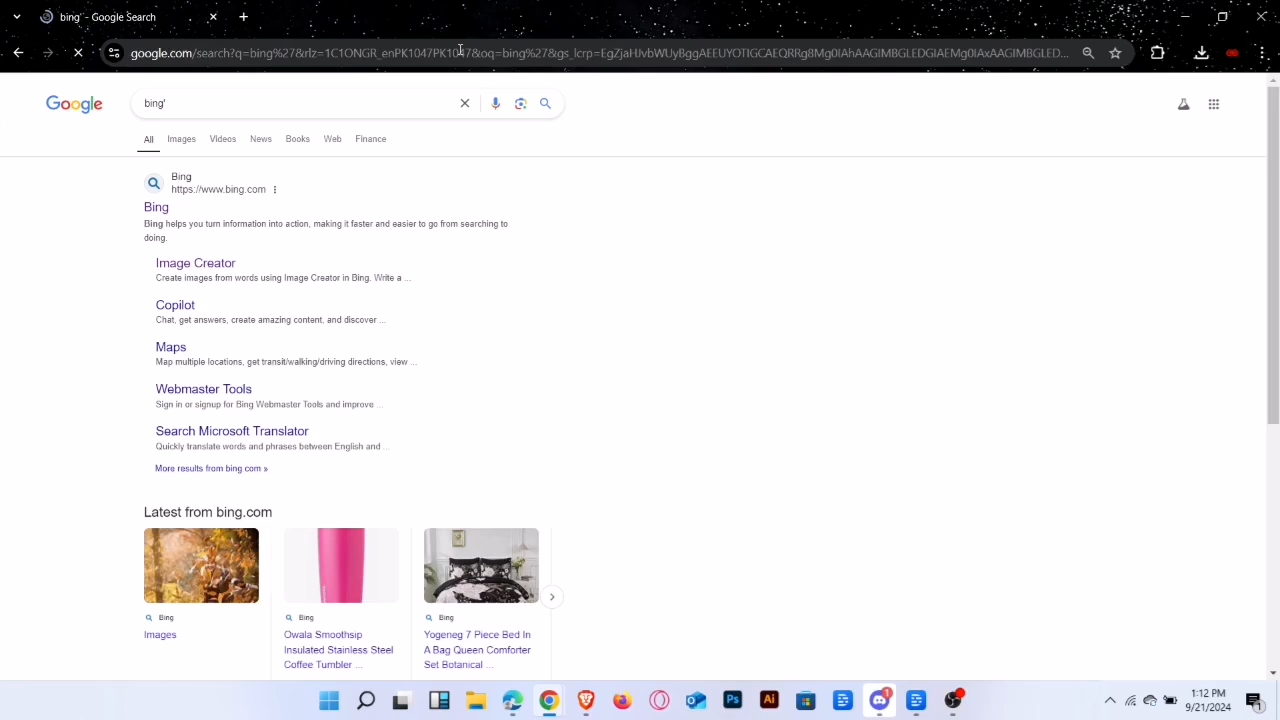 bing' - Google Search
google.com/search?q=bing%27&rlz=1C1ONGR_enPK1047PK1047&oq=bing%27&gs_lcrp=EgZjaHJvbWUyBggAEEUYOTIGCAEQRRg8Mg0IAhAAGIMBGLEDGIAEMg0IAxAAGIMBGLED...
Google
bing'
All Images Videos News Books Web Finance
Bing
https://www.bing.com
Bing
Bing helps you turn information into action, making it faster and easier to go from searching to
doing.
Image Creator
Create images from words using Image Creator in Bing. Write a ...
Copilot
Chat, get answers, create amazing content, and discover ...
Maps
Map multiple locations, get transit/walking/driving directions, view ...
Webmaster Tools
Sign in or signup for Bing Webmaster Tools and improve ...
Search Microsoft Translator
Quickly translate words and phrases between English and ...
More results from bing.com »
Latest from bing.com
Bing
Images
Bing
Owala Smoothsip
Insulated Stainless Steel
Coffee Tumbler ...
Bing
Yogeneg 7 Piece Bed In
A Bag Queen Comforter
Set Botanical ...
Ps
Ai
1
1:12 PM
9/21/2024
1